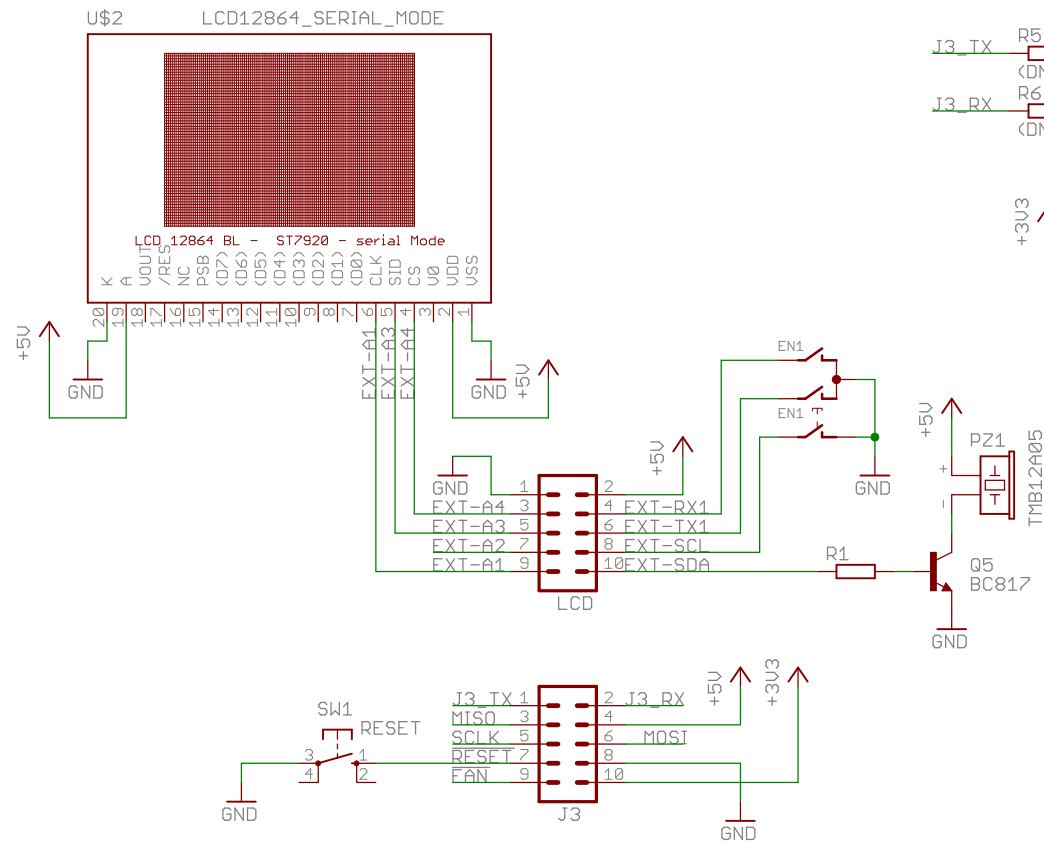 U$2 LCD12864_SERIAL_MODE
J3_TX R5
(DN
J3_RX R6
(DN
+3V3
LCD 12864 BL - ST7920 - serial Mode
K A VOUT /RES NC PSB (D7) (D6) (D5) (D4) (D3) (D2) (D1) (D0) CLK SID CS V0 VDD VSS
20 19 18 17 16 15 14 13 12 11 10 9 8 7 6 5 4 3 2 1
+5V
EXT-A1 EXT-A3 EXT-A4
GND
GND
+5V
EN1
EN1
+5V
PZ1
TMB12A05
+
-
+5V
GND
GND
1 2
EXT-A4 3 4 EXT-RX1
EXT-A3 5 6 EXT-TX1
EXT-A2 7 8 EXT-SCL
EXT-A1 9 10 EXT-SDA
LCD
R1
Q5
BC817
GND
+5V
+3V3
J3_TX 1 2 J3_RX
MISO 3 4
SCLK 5 6 MOSI
RESET 7 8
FAN 9 10
J3
SW1
RESET
3 1
4 2
GND
GND